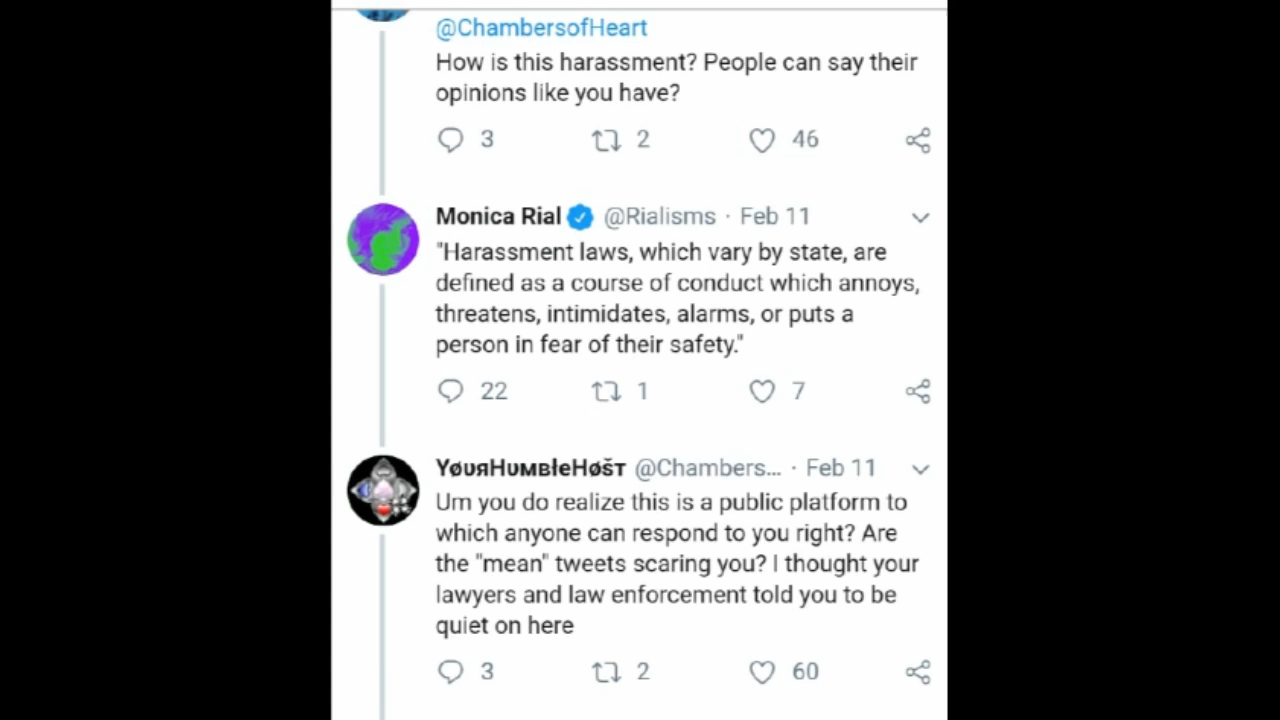 @ChambersofHeart
How is this harassment? People can say their
opinions like you have?
3 2 46
Monica Rial @Rialisms · Feb 11
"Harassment laws, which vary by state, are
defined as a course of conduct which annoys,
threatens, intimidates, alarms, or puts a
person in fear of their safety."
22 1 7
YøυяHυмвłeHøšт @Chambers... · Feb 11
Um you do realize this is a public platform to
which anyone can respond to you right? Are
the "mean" tweets scaring you? I thought your
lawyers and law enforcement told you to be
quiet on here
3 2 60